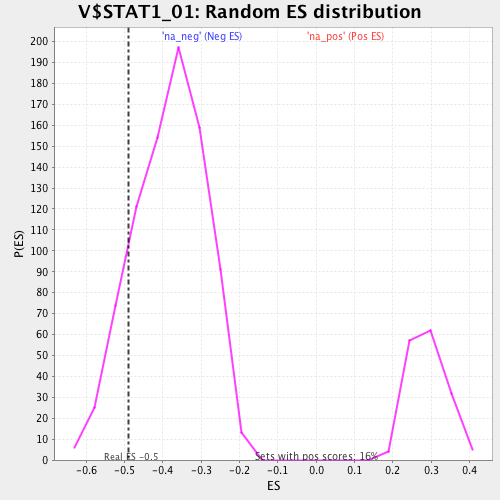 V$STAT1_01: Random ES distribution
'na_neg' (Neg ES)
'na_pos' (Pos ES)
P(ES)
200
190
180
170
160
150
140
130
120
110
100
90
80
70
60
50
40
30
20
10
0
Real ES -0.5
Sets with pos scores: 16%
-0.6 -0.5 -0.4 -0.3 -0.2 -0.1 0.0 0.1 0.2 0.3 0.4
ES